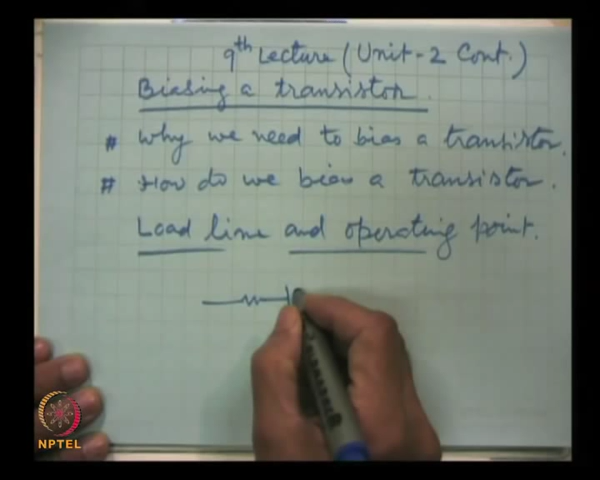 9th Lecture (Unit-2 Cont.)
Biasing a transistor.
# Why we need to bias a transistor.
# How do we bias a transistor.
Load line and operating point.
NPTEL